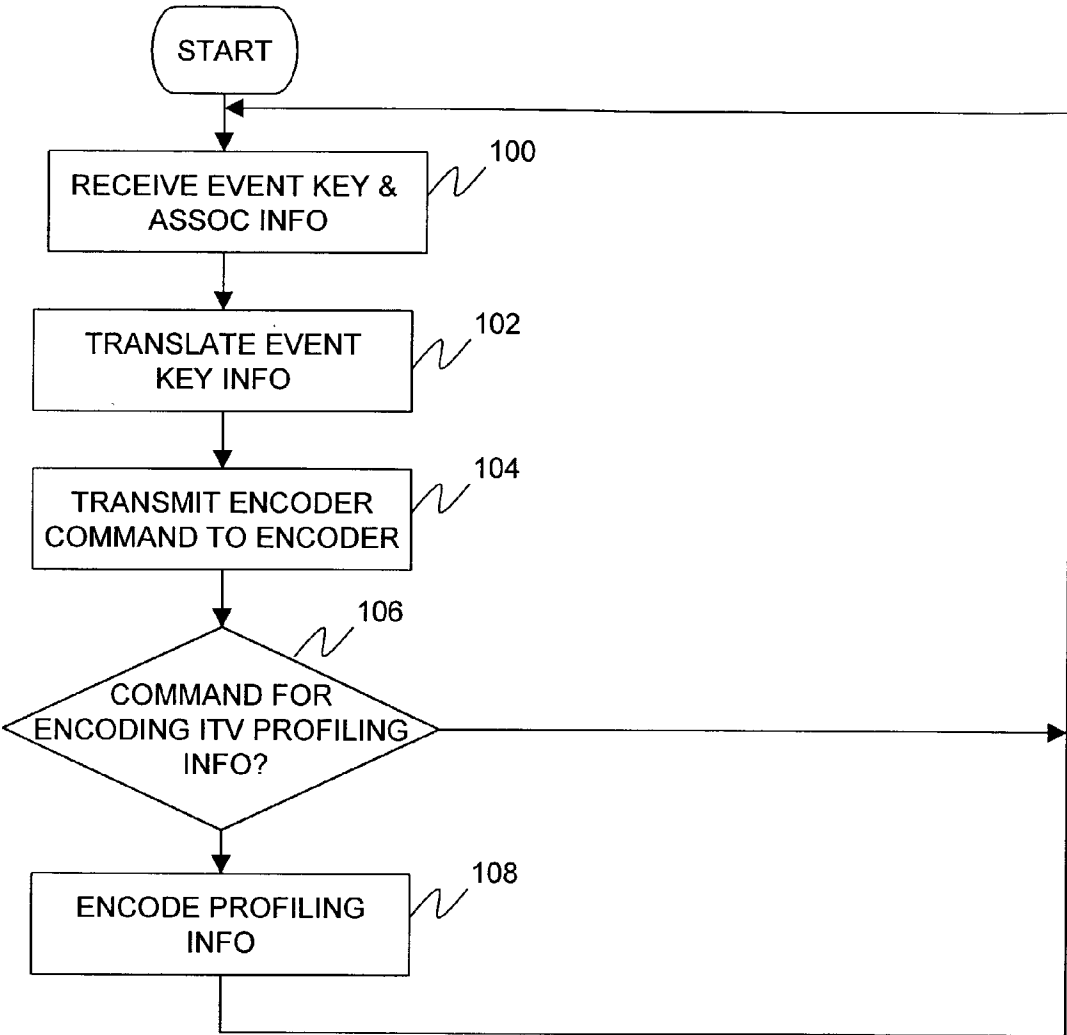 START
100
RECEIVE EVENT KEY &
ASSOC INFO
102
TRANSLATE EVENT
KEY INFO
104
TRANSMIT ENCODER
COMMAND TO ENCODER
106
COMMAND FOR
ENCODING ITV PROFILING
INFO?
108
ENCODE PROFILING
INFO